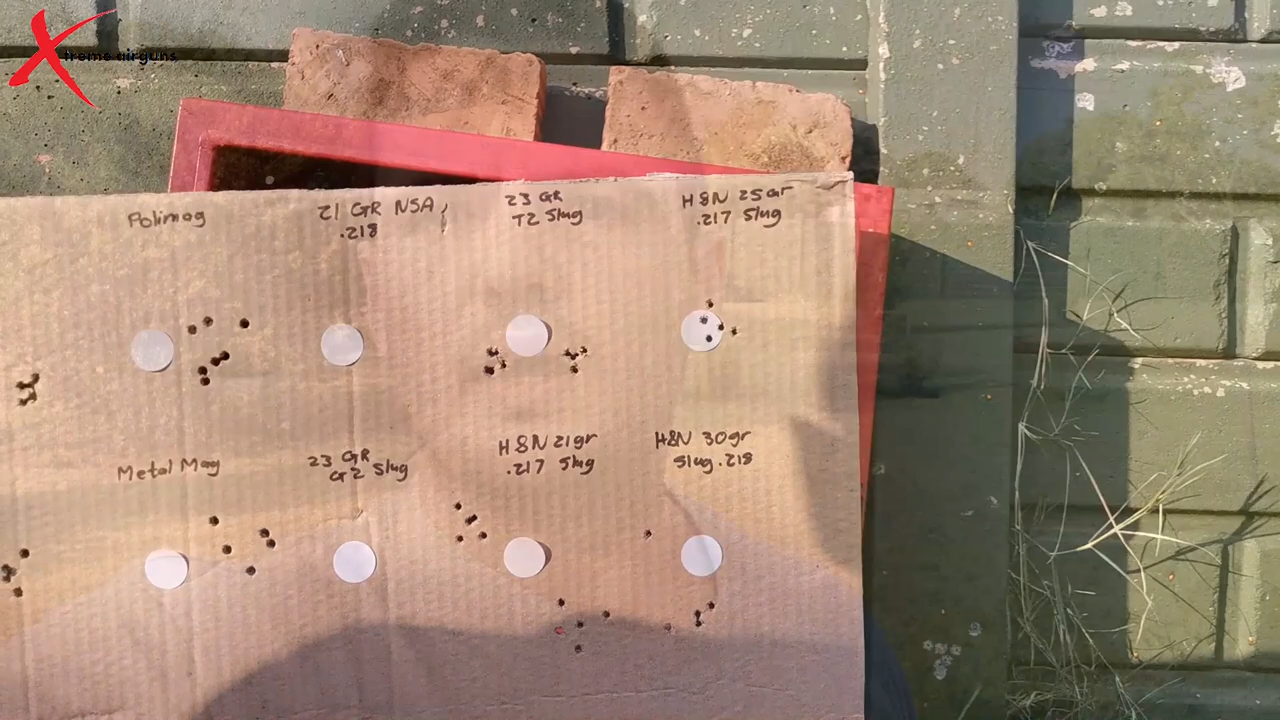 Xtreme airguns
Polimag
21 GR NSA,
.218
23 GR
T2 Slug
H&N 25gr
.217 Slug
Metal Mag
23 GR
G2 Slug
H&N 21gr
.217 Slug
H&N 30gr
Slug .218